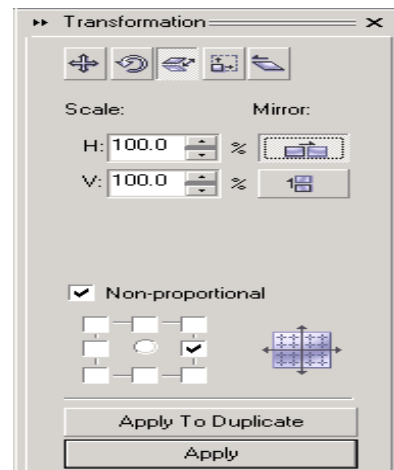 Transformation
Scale: Mirror:
H: 100.0 %
V: 100.0 %
Non-proportional
Apply To Duplicate
Apply